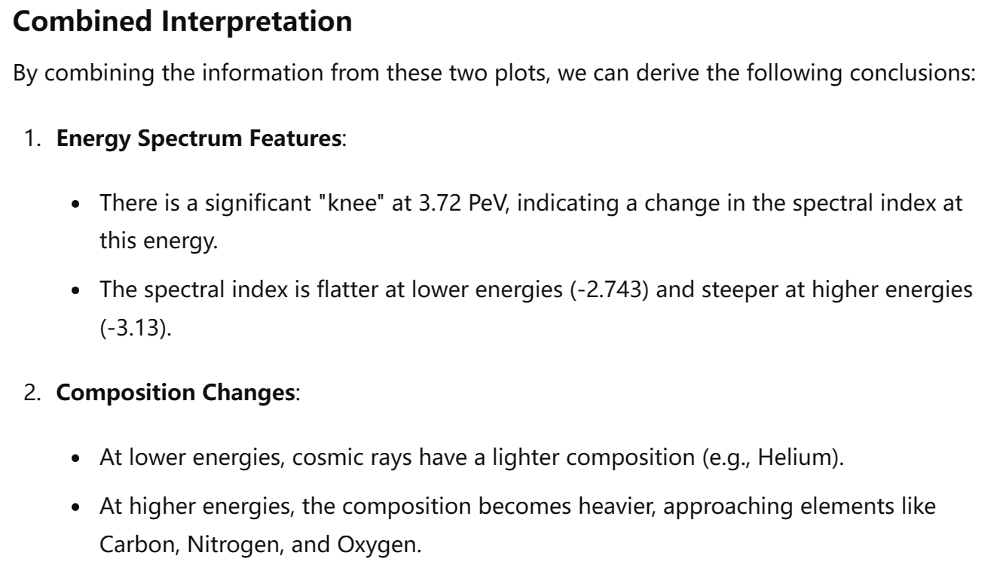 Combined Interpretation
By combining the information from these two plots, we can derive the following conclusions:
1. Energy Spectrum Features:
• There is a significant "knee" at 3.72 PeV, indicating a change in the spectral index at
this energy.
• The spectral index is flatter at lower energies (-2.743) and steeper at higher energies
(-3.13).
2. Composition Changes:
• At lower energies, cosmic rays have a lighter composition (e.g., Helium).
• At higher energies, the composition becomes heavier, approaching elements like
Carbon, Nitrogen, and Oxygen.